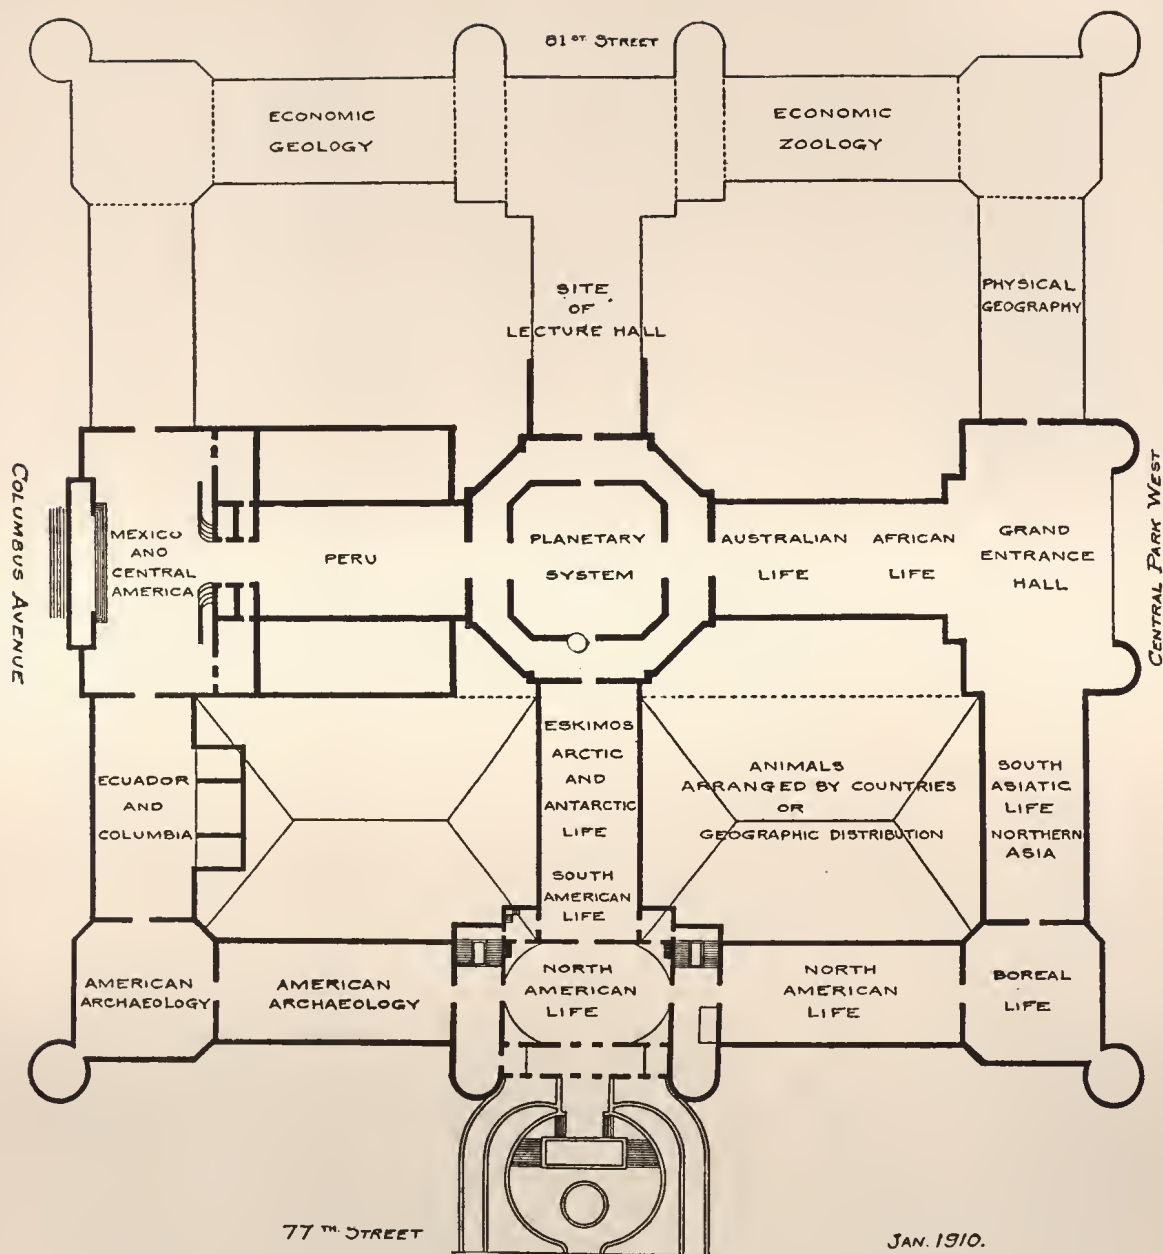 81ST. STREET
ECONOMIC
GEOLOGY
ECONOMIC
ZOOLOGY
SITE
OF
LECTURE HALL
PHYSICAL
GEOGRAPHY
COLUMBUS AVENUE
MEXICO
AND
CENTRAL
AMERICA
PERU
PLANETARY
SYSTEM
AUSTRALIAN
LIFE
AFRICAN
LIFE
GRAND
ENTRANCE
HALL
CENTRAL PARK WEST
ECUADOR
AND
COLUMBIA
ESKIMOS
ARCTIC
AND
ANTARCTIC
LIFE
SOUTH
AMERICAN
LIFE
ANIMALS
ARRANGED BY COUNTRIES
OR
GEOGRAPHIC DISTRIBUTION
SOUTH
ASIATIC
LIFE
NORTHERN
ASIA
AMERICAN
ARCHAEOLOGY
AMERICAN
ARCHAEOLOGY
NORTH
AMERICAN
LIFE
NORTH
AMERICAN
LIFE
BOREAL
LIFE
77TH. STREET
JAN. 1910.